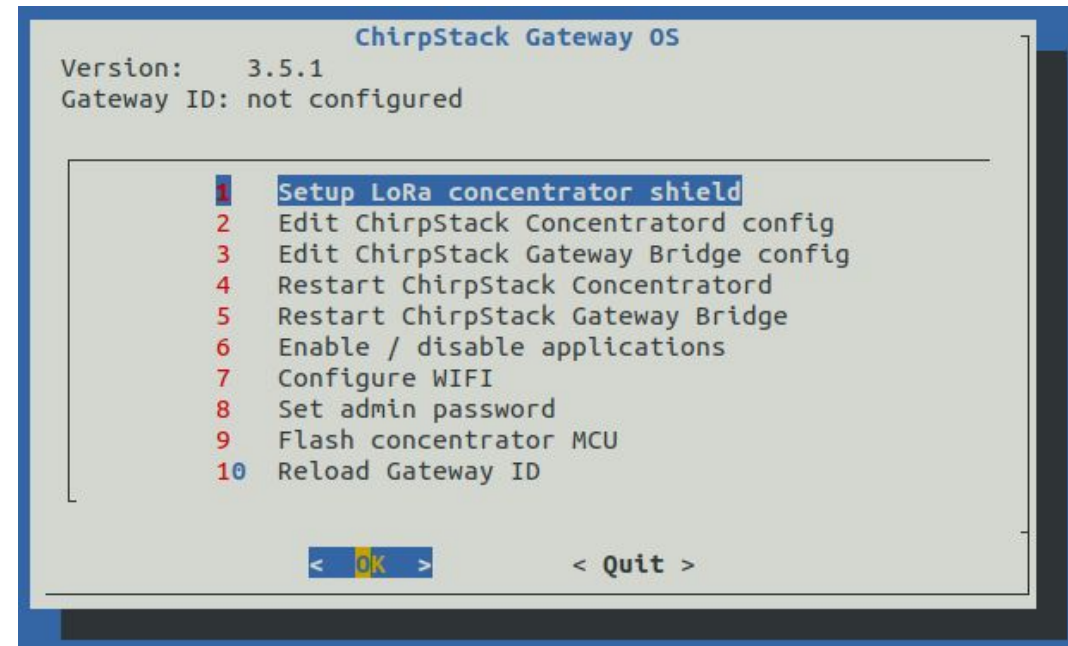 ChirpStack Gateway OS
Version: 3.5.1
Gateway ID: not configured
1 Setup LoRa concentrator shield
2 Edit ChirpStack Concentratord config
3 Edit ChirpStack Gateway Bridge config
4 Restart ChirpStack Concentratord
5 Restart ChirpStack Gateway Bridge
6 Enable / disable applications
7 Configure WIFI
8 Set admin password
9 Flash concentrator MCU
10 Reload Gateway ID
< OK > < Quit >